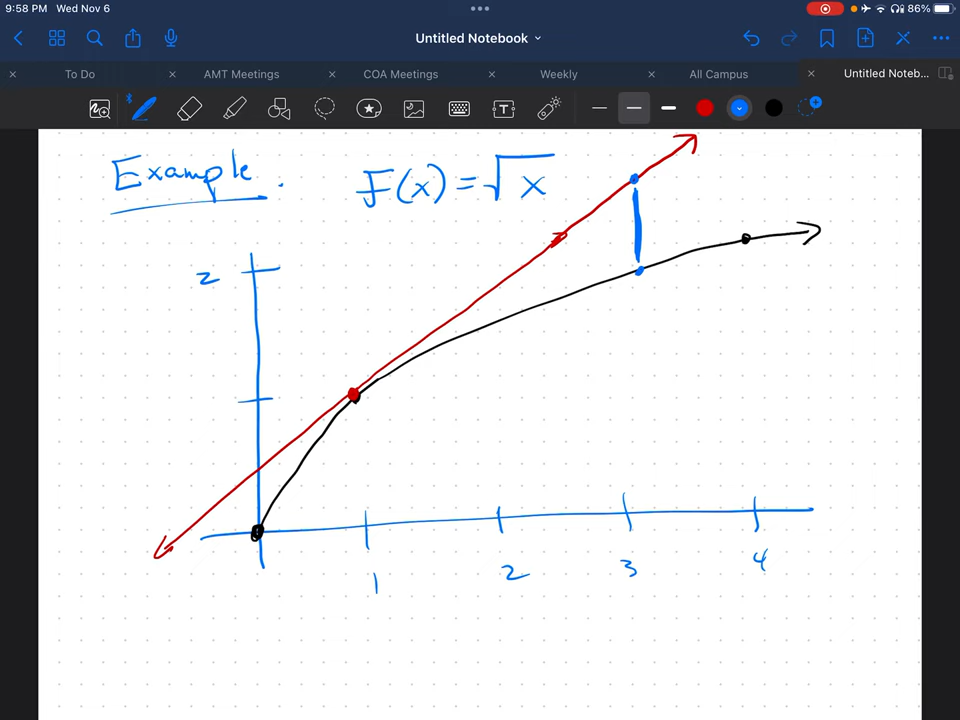 9:58 PM Wed Nov 6
86%
Untitled Notebook
To Do
AMT Meetings
COA Meetings
Weekly
All Campus
Untitled Noteb...
T
Example. F(x) = √x
2
1 2 3 4